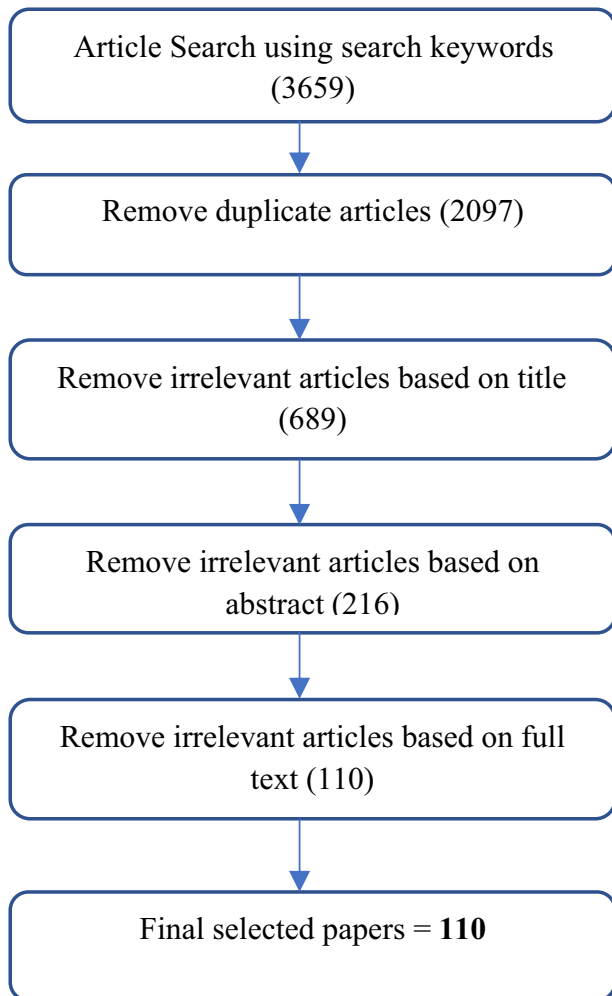 Article Search using search keywords
(3659)
Remove duplicate articles (2097)
Remove irrelevant articles based on title
(689)
Remove irrelevant articles based on
abstract (216)
Remove irrelevant articles based on full
text (110)
Final selected papers = 110